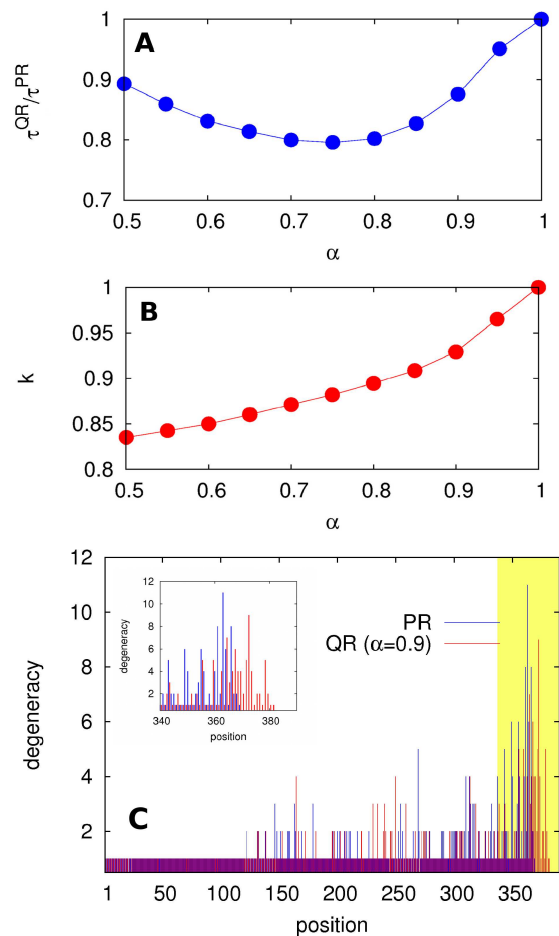 A
τQR/τPR
1
0.9
0.8
0.7
0.5 0.6 0.7 0.8 0.9 1
α
B
k
1
0.95
0.9
0.85
0.8
0.5 0.6 0.7 0.8 0.9 1
α
C
degeneracy
12
10
8
6
4
2
1 50 100 150 200 250 300 350
position
PR
QR (α=0.9)
degeneracy
12
10
8
6
4
2
340 360 380
position